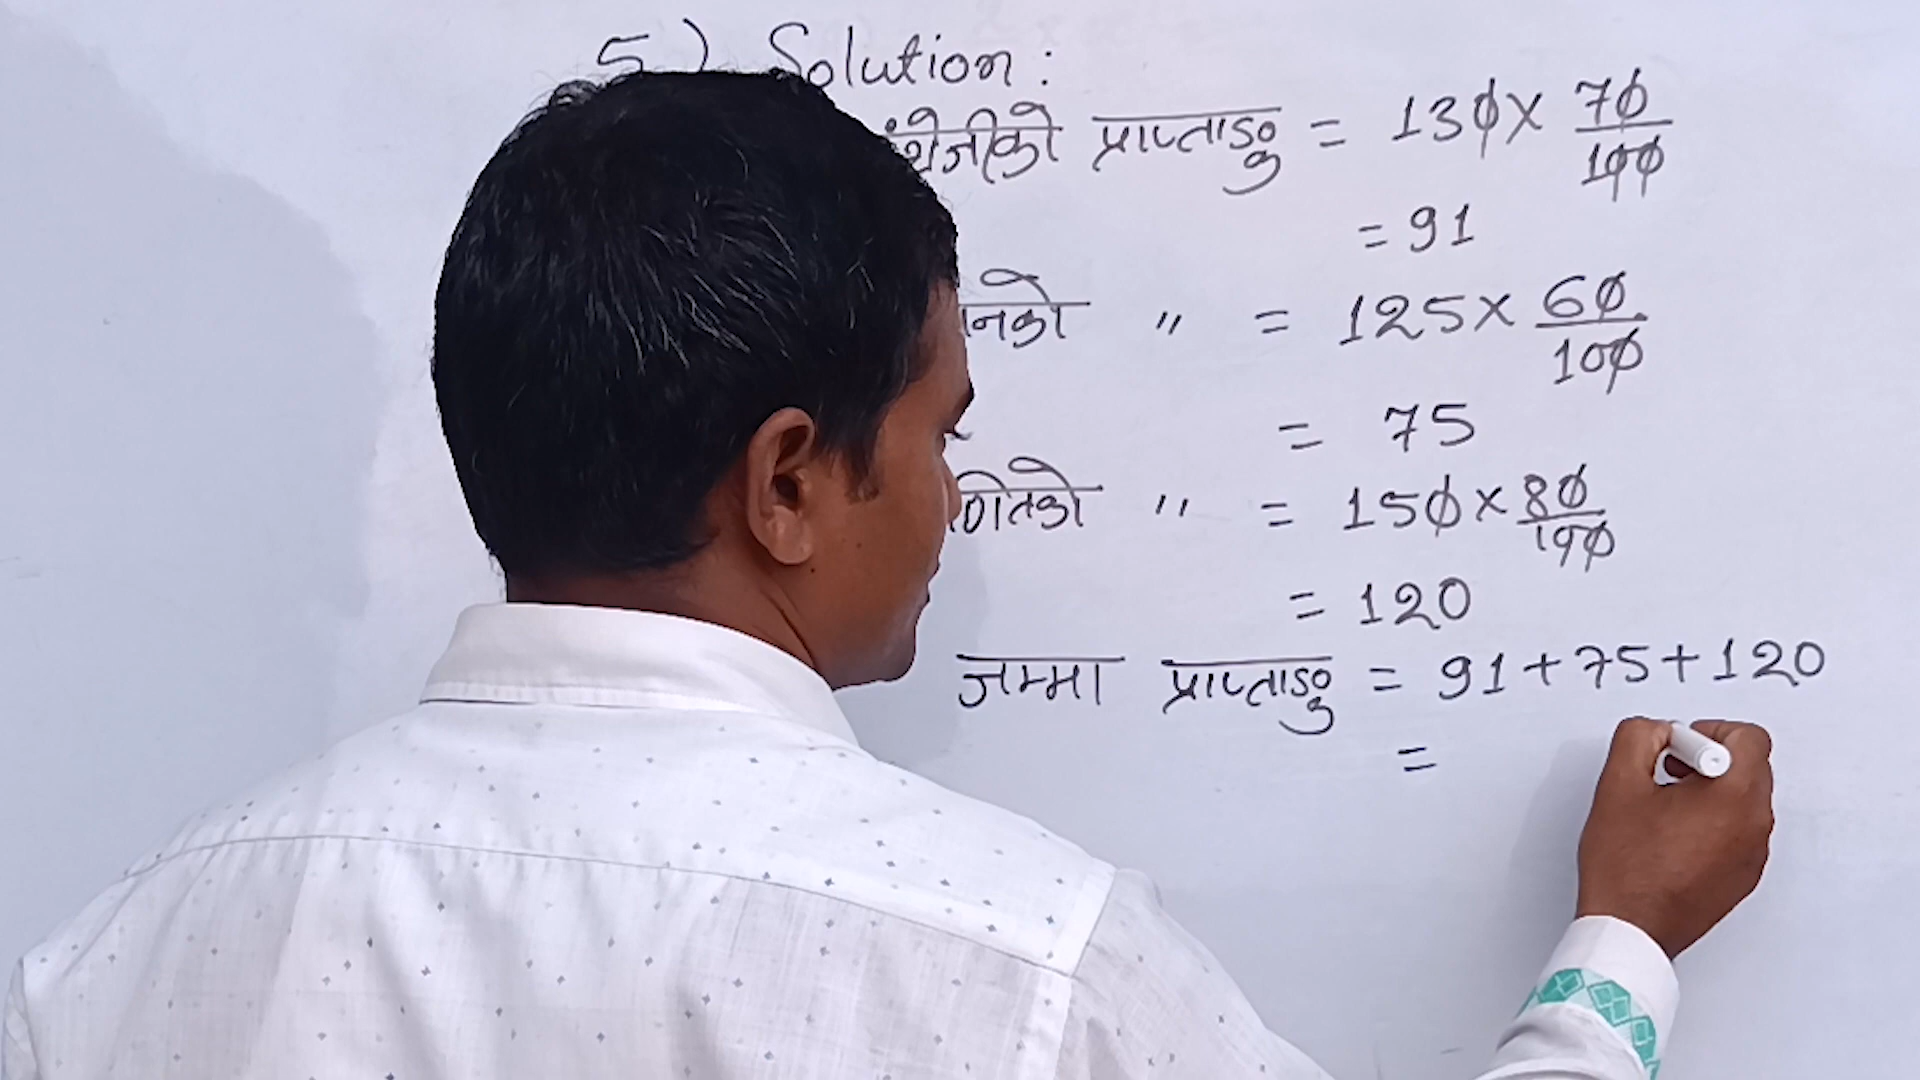 5) Solution:
प्राप्ताङ्क = 130 × 70/100
= 91
" = 125 × 60/100
= 75
" = 150 × 80/100
= 120
जम्मा प्राप्ताङ्क = 91 + 75 + 120
=